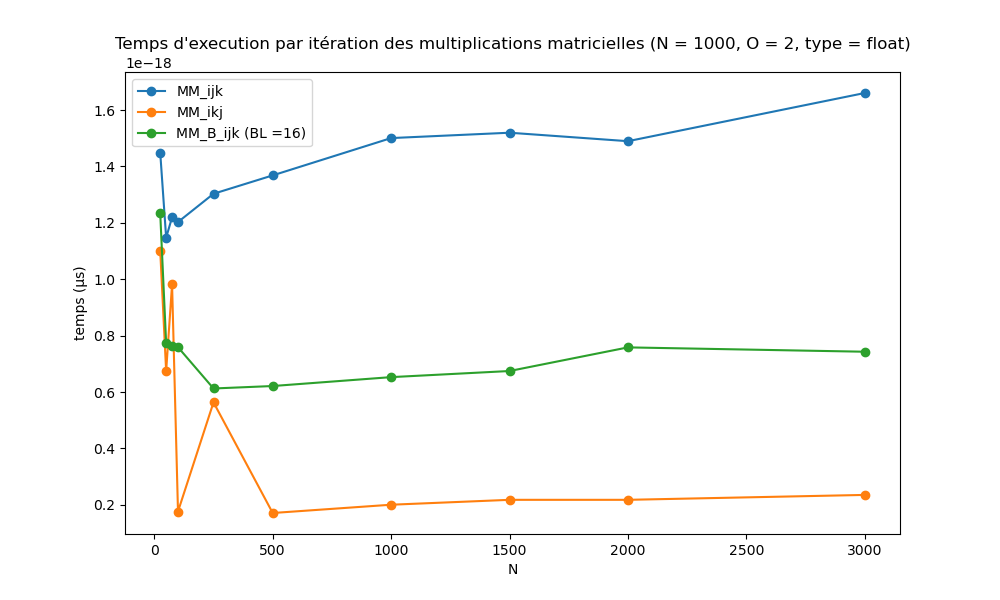 Temps d'execution par itération des multiplications matricielles (N = 1000, O = 2, type = float)
1e−18
MM_ijk
MM_ikj
MM_B_ijk (BL =16)
1.6
1.4
1.2
1.0
0.8
0.6
0.4
0.2
temps (µs)
0 500 1000 1500 2000 2500 3000
N